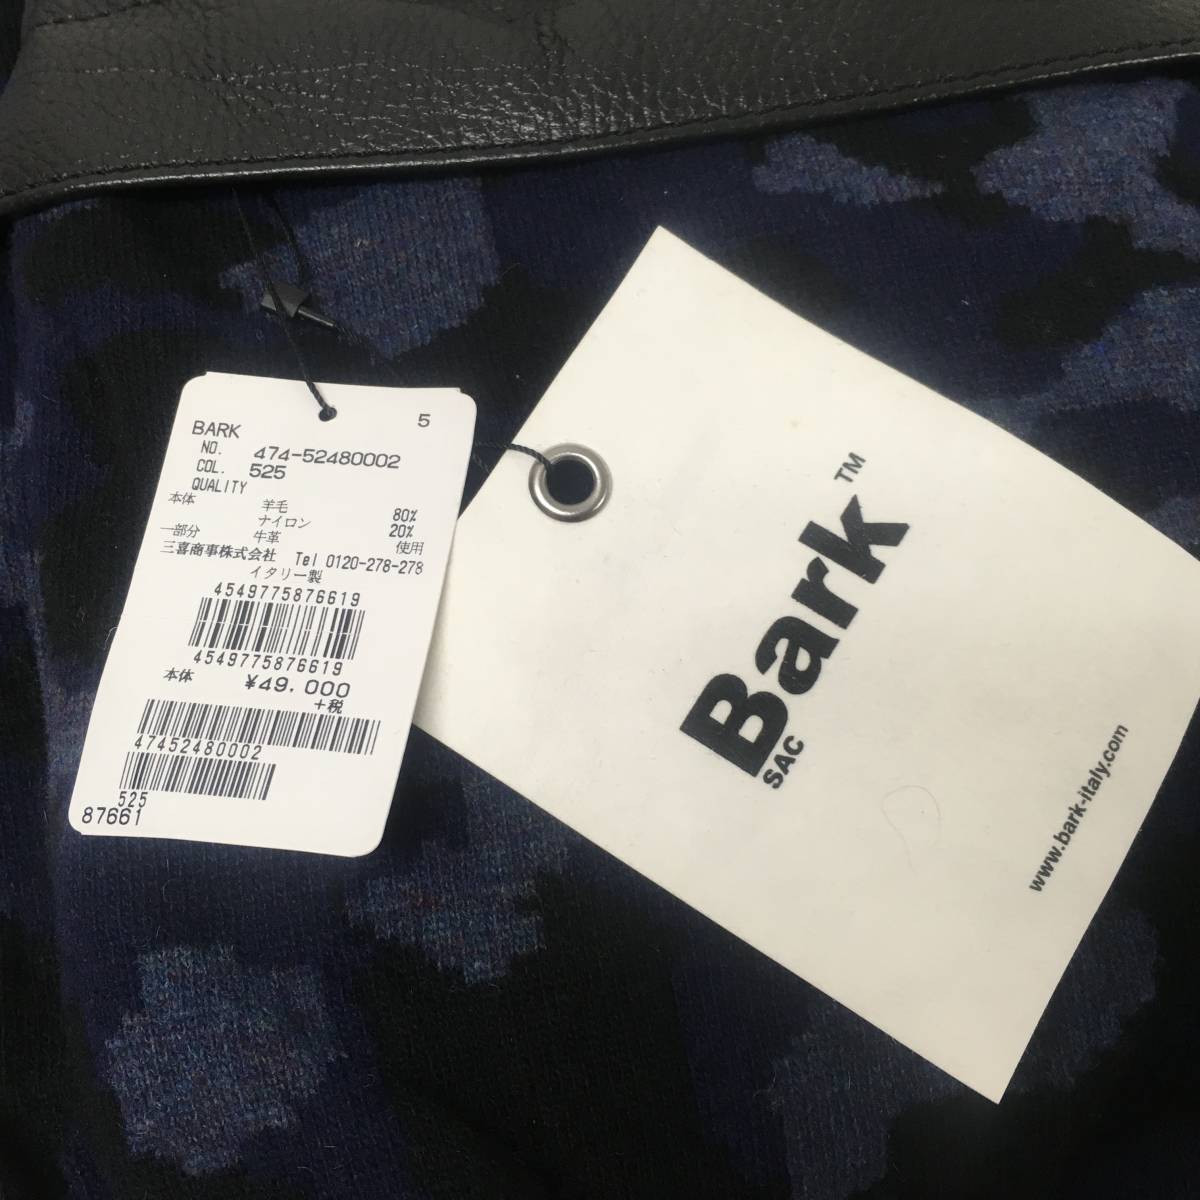 5
BARK
NO. 474-52480002
COL. 525
QUALITY
本体 羊毛 80%
ナイロン 20%
一部分 牛革 使用
三喜商事株式会社 Tel 0120-278-278
イタリー製
4549775876619
4549775876619
本体 ¥49.000
+税
47452480002
525
87661
Bark™
SAC
www.bark-italy.com